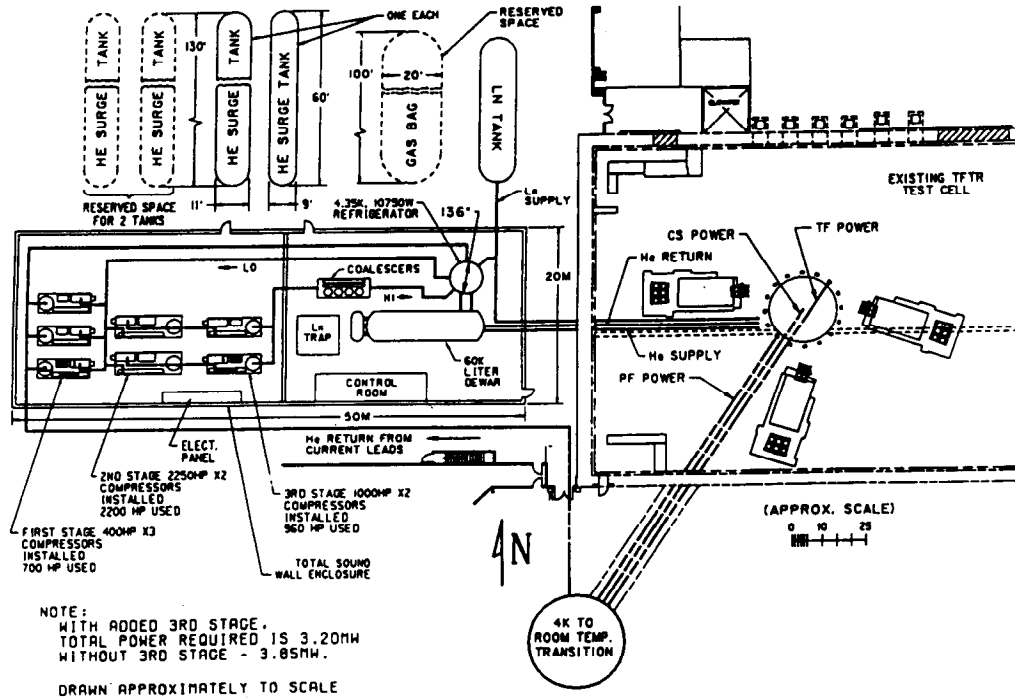 TANK
TANK
130'
TANK
ONE EACH
HE SURGE TANK
60'
RESERVED
SPACE
100'
20'
GAS BAG
LN TANK
HE SURGE
HE SURGE
HE SURGE
RESERVED SPACE
FOR 2 TANKS
11'
9'
4.35K, 10750W
REFRIGERATOR
136"
Ln
SUPPLY
EXISTING TFTR
TEST CELL
CS POWER
TF POWER
He RETURN
LO
COALESCERS
HI
20M
Ln
TRAP
60K
LITER
DEWAR
He SUPPLY
PF POWER
CONTROL
ROOM
50M
ELECT.
PANEL
He RETURN FROM
CURRENT LEADS
2ND STAGE 2250HP X2
COMPRESSORS
INSTALLED
2200 HP USED
3RD STAGE 1000HP X2
COMPRESSORS
INSTALLED
960 HP USED
FIRST STAGE 400HP X3
COMPRESSORS
INSTALLED
700 HP USED
TOTAL SOUND
WALL ENCLOSURE
N
(APPROX. SCALE)
0 10 25
4K TO
ROOM TEMP.
TRANSITION
NOTE:
WITH ADDED 3RD STAGE.
TOTAL POWER REQUIRED IS 3.20MW
WITHOUT 3RD STAGE - 3.85MW.
DRAWN APPROXIMATELY TO SCALE